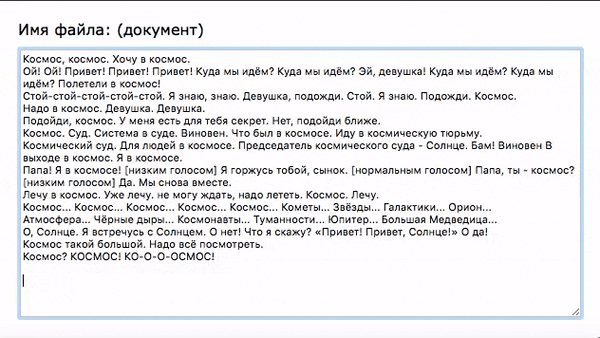 Имя файла: (документ)
Космос, космос. Хочу в космос.
Ой! Ой! Привет! Привет! Привет! Куда мы идём? Куда мы идём? Эй, девушка! Куда мы идём? Куда мы
идём? Полетели в космос!
Стой-стой-стой-стой-стой. Я знаю, знаю. Девушка, подожди. Стой. Я знаю. Подожди. Космос.
Надо в космос. Девушка. Девушка.
Подойди, космос. У меня есть для тебя секрет. Нет, подойди ближе.
Космос. Суд. Система в суде. Виновен. Что был в космосе. Иду в космическую тюрьму.
Космический суд. Для людей в космосе. Председатель космического суда - Солнце. Бам! Виновен В
выходе в космос. Я в космосе.
Папа! Я в космосе! [низким голосом] Я горжусь тобой, сынок. [нормальным голосом] Папа, ты - космос?
[низким голосом] Да. Мы снова вместе.
Лечу в космос. Уже лечу. не могу ждать, надо лететь. Космос. Лечу.
Космос... Космос... Космос... Космос... Космос... Кометы... Звёзды... Галактики... Орион...
Атмосфера... Чёрные дыры... Космонавты... Туманности... Юпитер... Большая Медведица...
О, Солнце. Я встречусь с Солнцем. О нет! Что я скажу? «Привет! Привет, Солнце!» О да!
Космос такой большой. Надо всё посмотреть.
Космос? КОСМОС! КО-О-О-ОСМОС!